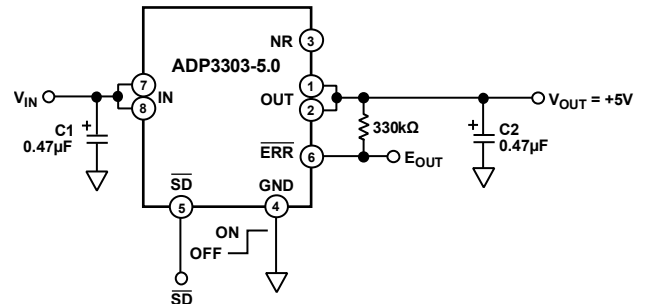 NR
3
ADP3303-5.0
7
8
IN
VIN
C1
0.47µF
+
1
2
OUT
330kΩ
VOUT = +5V
+
C2
0.47µF
ERR
6
EOUT
SD
5
GND
4
ON
OFF
SD